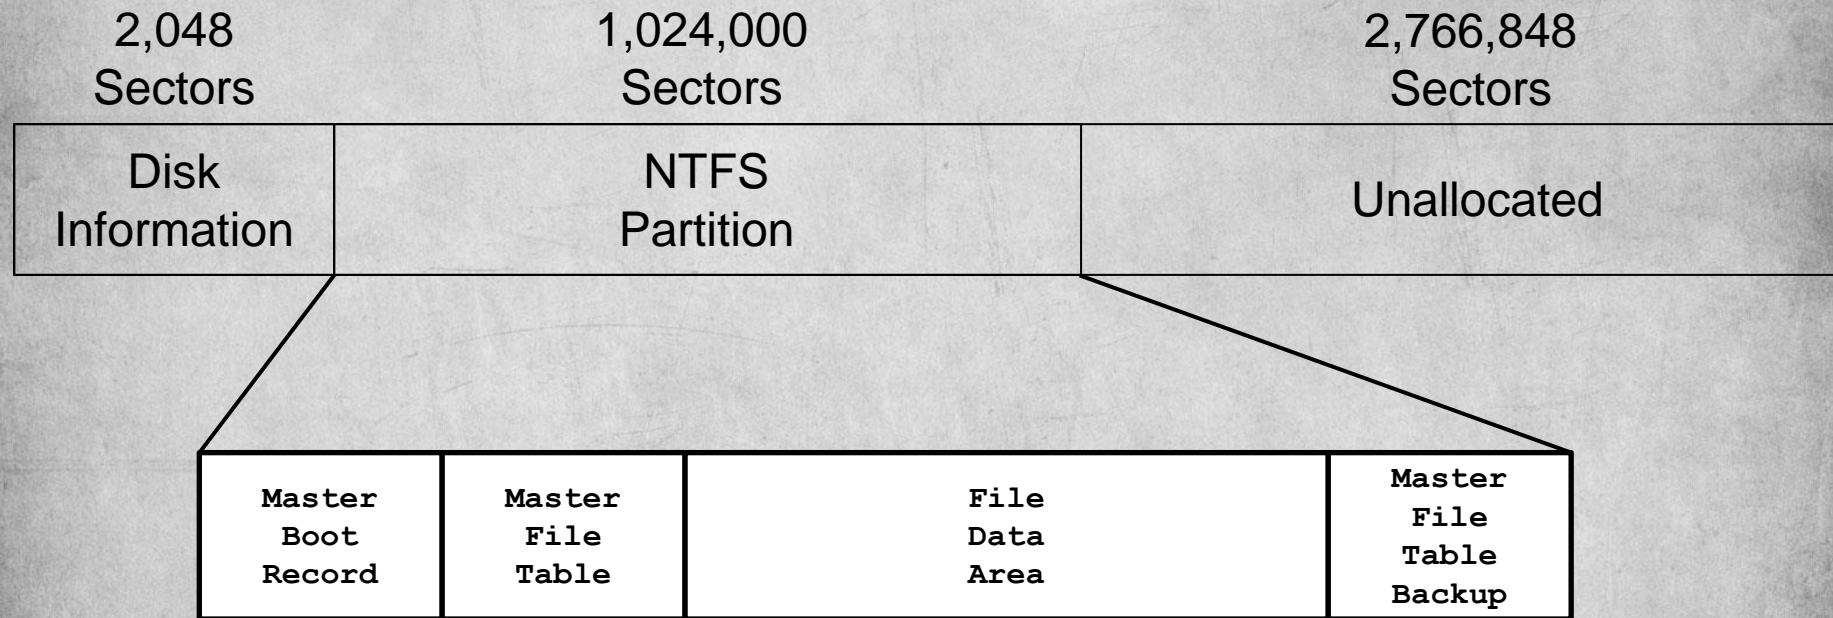 2,048
Sectors
1,024,000
Sectors
2,766,848
Sectors
Disk
Information
NTFS
Partition
Unallocated
Master
Boot
Record
Master
File
Table
File
Data
Area
Master
File
Table
Backup